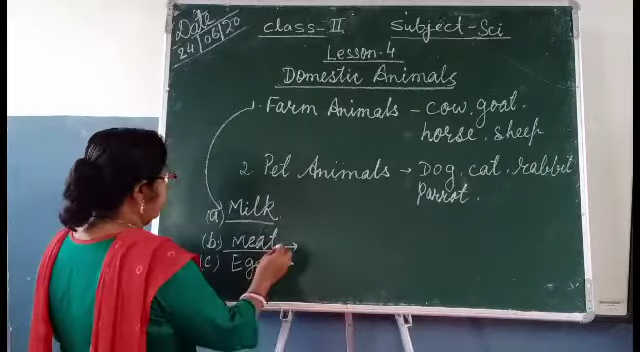 Date
24/06/20
Class-II Subject-Sci
Lesson-4
Domestic Animals
1. Farm Animals - cow, goat,
horse, sheep
2. Pet Animals → Dog, cat, rabbit
Parrot.
(a) Milk
(b) meat →
(c)